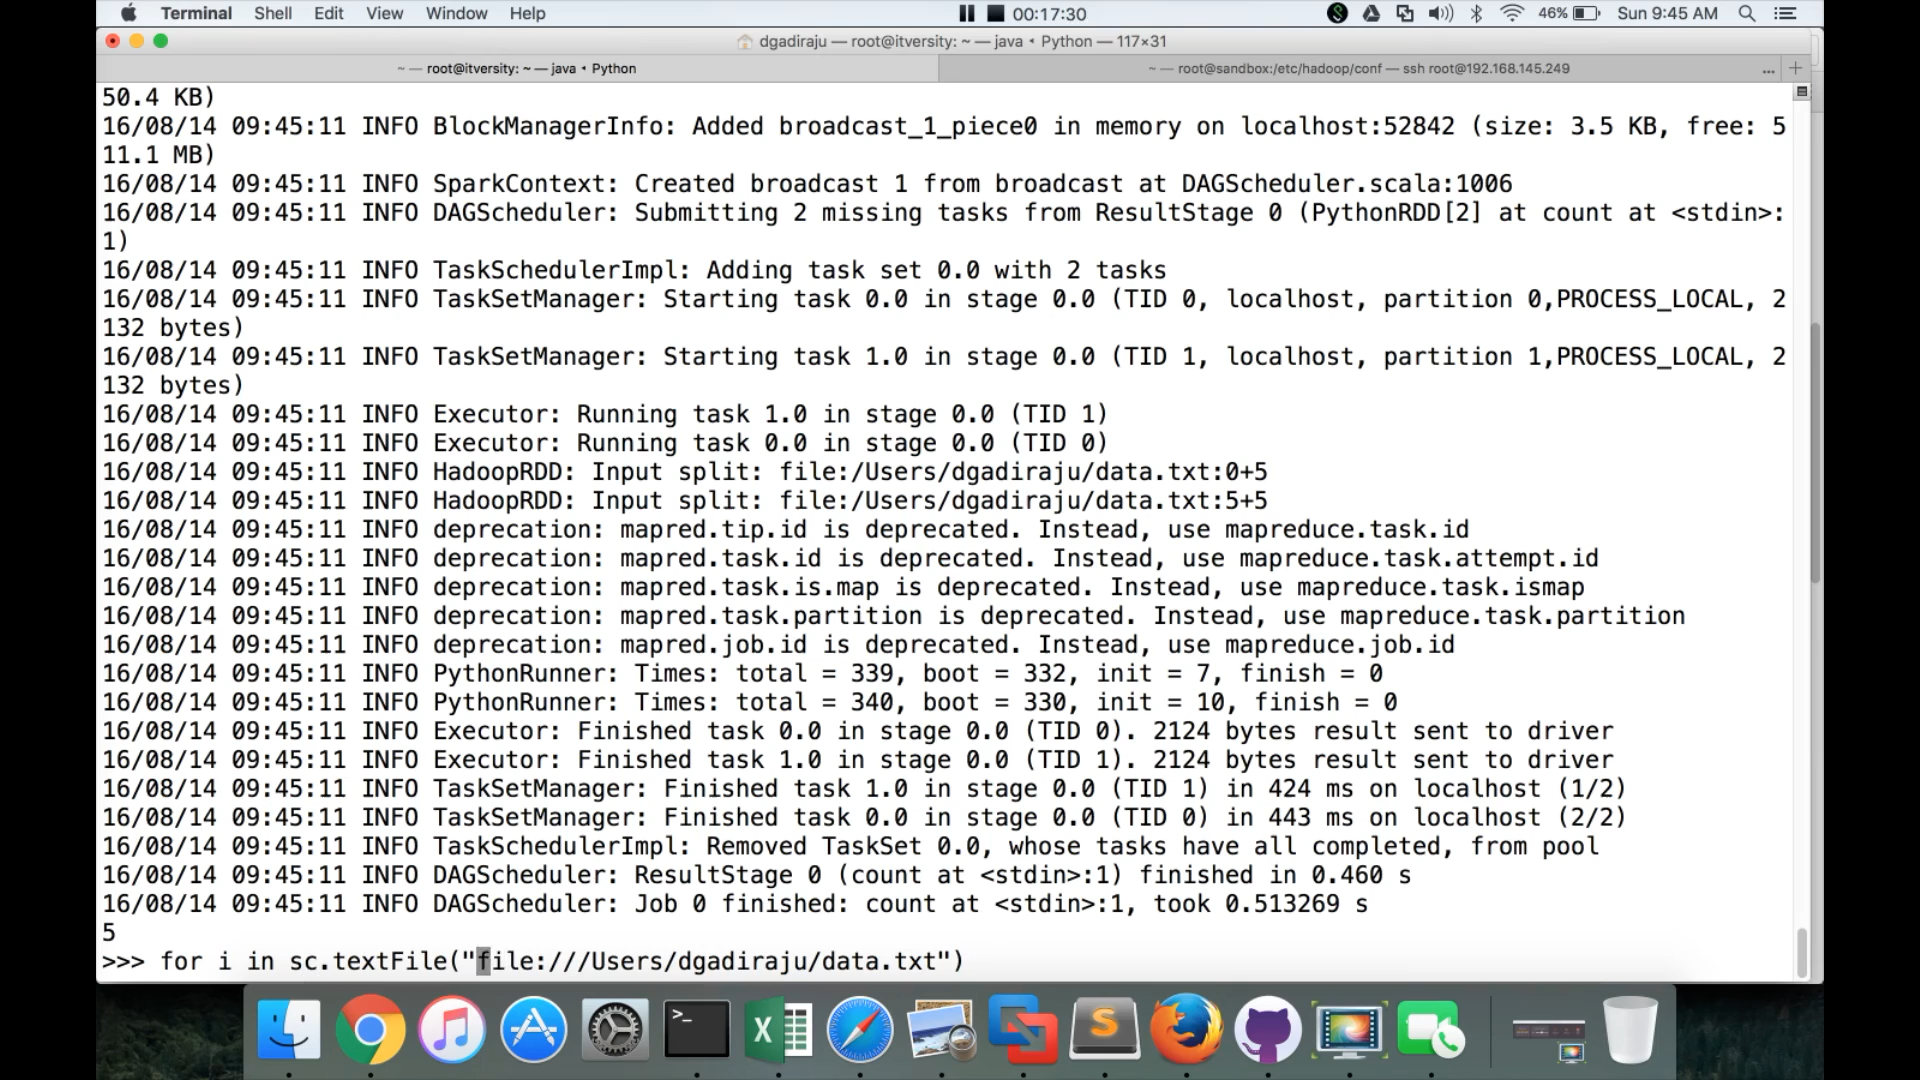 Terminal Shell Edit View Window Help 00:17:30 46% Sun 9:45 AM
dgadiraju — root@itversity: ~ — java • Python — 117×31
~ — root@itversity: ~ — java • Python ~ — root@sandbox:/etc/hadoop/conf — ssh root@192.168.145.249 ... +
50.4 KB)
16/08/14 09:45:11 INFO BlockManagerInfo: Added broadcast_1_piece0 in memory on localhost:52842 (size: 3.5 KB, free: 5
11.1 MB)
16/08/14 09:45:11 INFO SparkContext: Created broadcast 1 from broadcast at DAGScheduler.scala:1006
16/08/14 09:45:11 INFO DAGScheduler: Submitting 2 missing tasks from ResultStage 0 (PythonRDD[2] at count at <stdin>:
1)
16/08/14 09:45:11 INFO TaskSchedulerImpl: Adding task set 0.0 with 2 tasks
16/08/14 09:45:11 INFO TaskSetManager: Starting task 0.0 in stage 0.0 (TID 0, localhost, partition 0,PROCESS_LOCAL, 2
132 bytes)
16/08/14 09:45:11 INFO TaskSetManager: Starting task 1.0 in stage 0.0 (TID 1, localhost, partition 1,PROCESS_LOCAL, 2
132 bytes)
16/08/14 09:45:11 INFO Executor: Running task 1.0 in stage 0.0 (TID 1)
16/08/14 09:45:11 INFO Executor: Running task 0.0 in stage 0.0 (TID 0)
16/08/14 09:45:11 INFO HadoopRDD: Input split: file:/Users/dgadiraju/data.txt:0+5
16/08/14 09:45:11 INFO HadoopRDD: Input split: file:/Users/dgadiraju/data.txt:5+5
16/08/14 09:45:11 INFO deprecation: mapred.tip.id is deprecated. Instead, use mapreduce.task.id
16/08/14 09:45:11 INFO deprecation: mapred.task.id is deprecated. Instead, use mapreduce.task.attempt.id
16/08/14 09:45:11 INFO deprecation: mapred.task.is.map is deprecated. Instead, use mapreduce.task.ismap
16/08/14 09:45:11 INFO deprecation: mapred.task.partition is deprecated. Instead, use mapreduce.task.partition
16/08/14 09:45:11 INFO deprecation: mapred.job.id is deprecated. Instead, use mapreduce.job.id
16/08/14 09:45:11 INFO PythonRunner: Times: total = 339, boot = 332, init = 7, finish = 0
16/08/14 09:45:11 INFO PythonRunner: Times: total = 340, boot = 330, init = 10, finish = 0
16/08/14 09:45:11 INFO Executor: Finished task 0.0 in stage 0.0 (TID 0). 2124 bytes result sent to driver
16/08/14 09:45:11 INFO Executor: Finished task 1.0 in stage 0.0 (TID 1). 2124 bytes result sent to driver
16/08/14 09:45:11 INFO TaskSetManager: Finished task 1.0 in stage 0.0 (TID 1) in 424 ms on localhost (1/2)
16/08/14 09:45:11 INFO TaskSetManager: Finished task 0.0 in stage 0.0 (TID 0) in 443 ms on localhost (2/2)
16/08/14 09:45:11 INFO TaskSchedulerImpl: Removed TaskSet 0.0, whose tasks have all completed, from pool
16/08/14 09:45:11 INFO DAGScheduler: ResultStage 0 (count at <stdin>:1) finished in 0.460 s
16/08/14 09:45:11 INFO DAGScheduler: Job 0 finished: count at <stdin>:1, took 0.513269 s
5
>>> for i in sc.textFile("file:///Users/dgadiraju/data.txt")